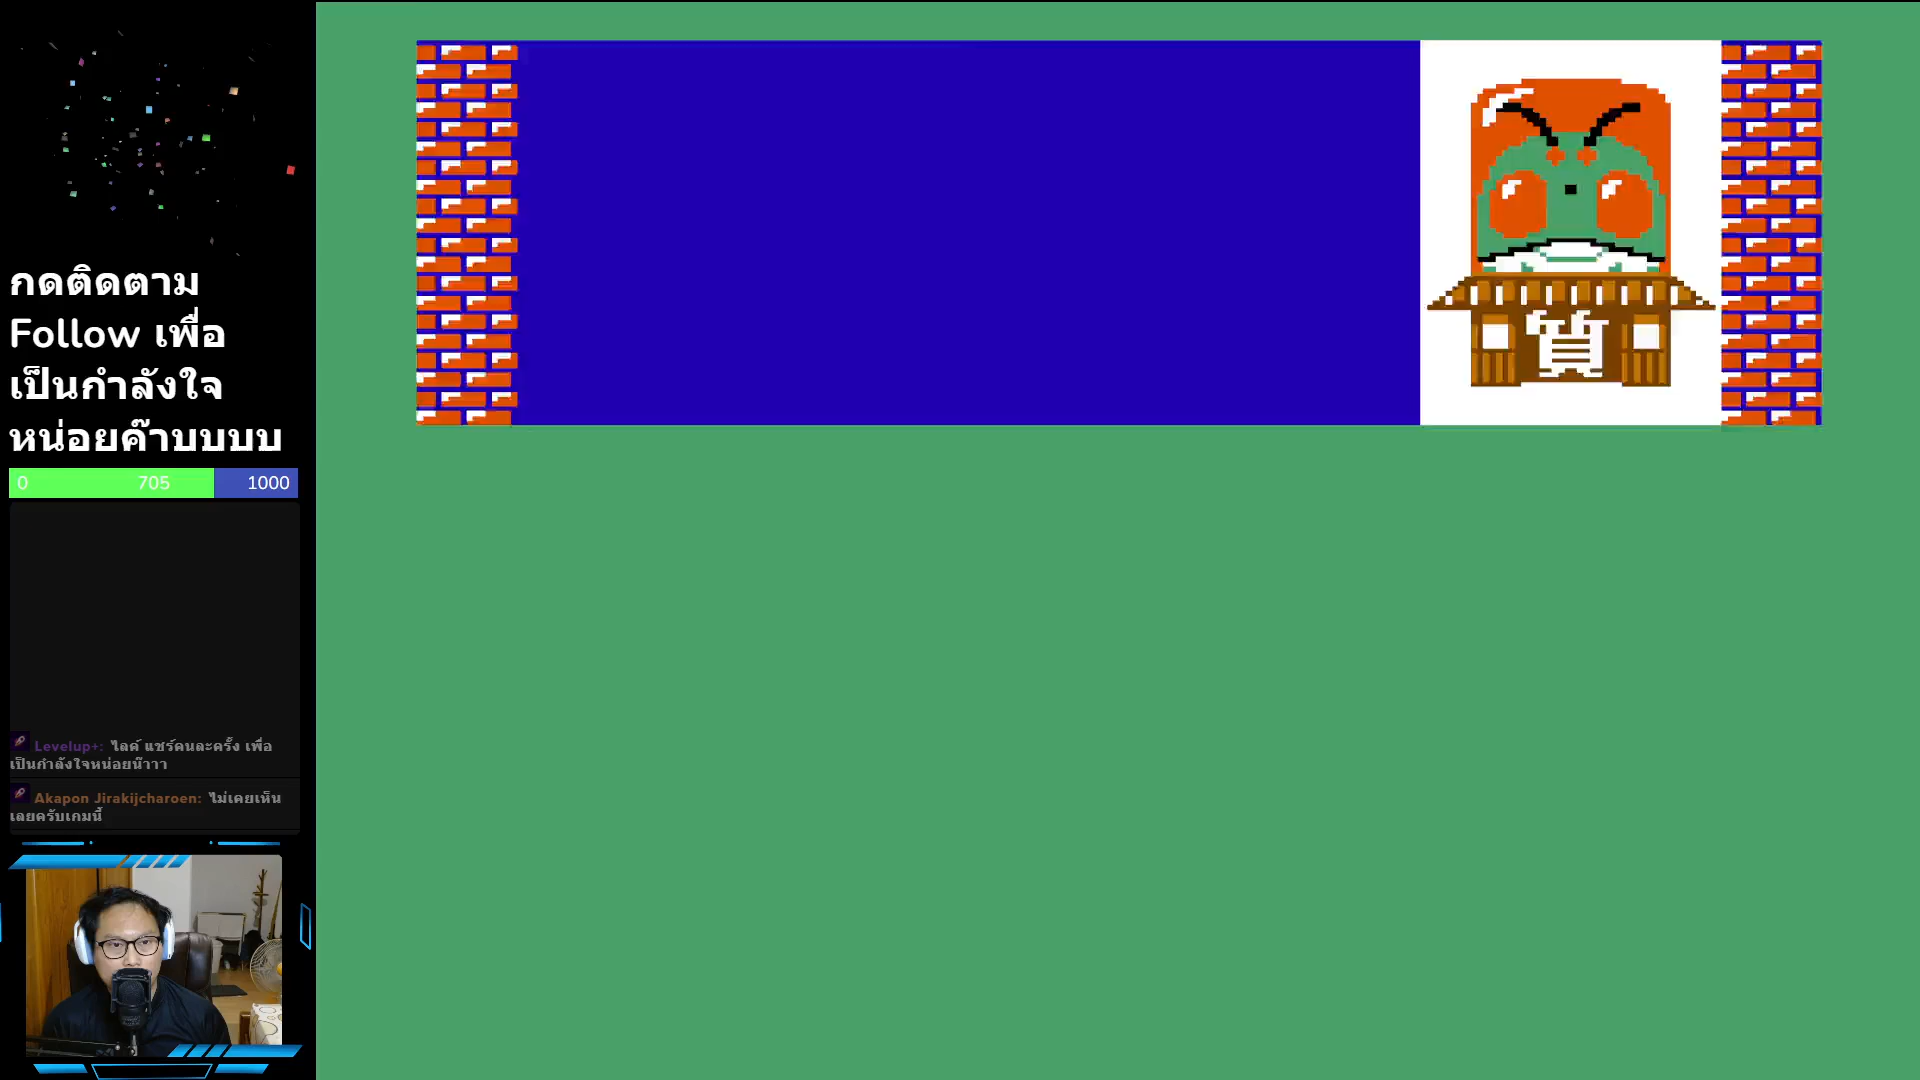 กดติดตาม
Follow เพื่อ
เป็นกำลังใจ
หน่อยค๊าบบบบ
0 705 1000
Levelup+: ไลค์ แชร์คนละครั้ง เพื่อ
เป็นกำลังใจหน่อยน๊าาา
Akapon Jirakijcharoen: ไม่เคยเห็น
เลยครับเกมนี้